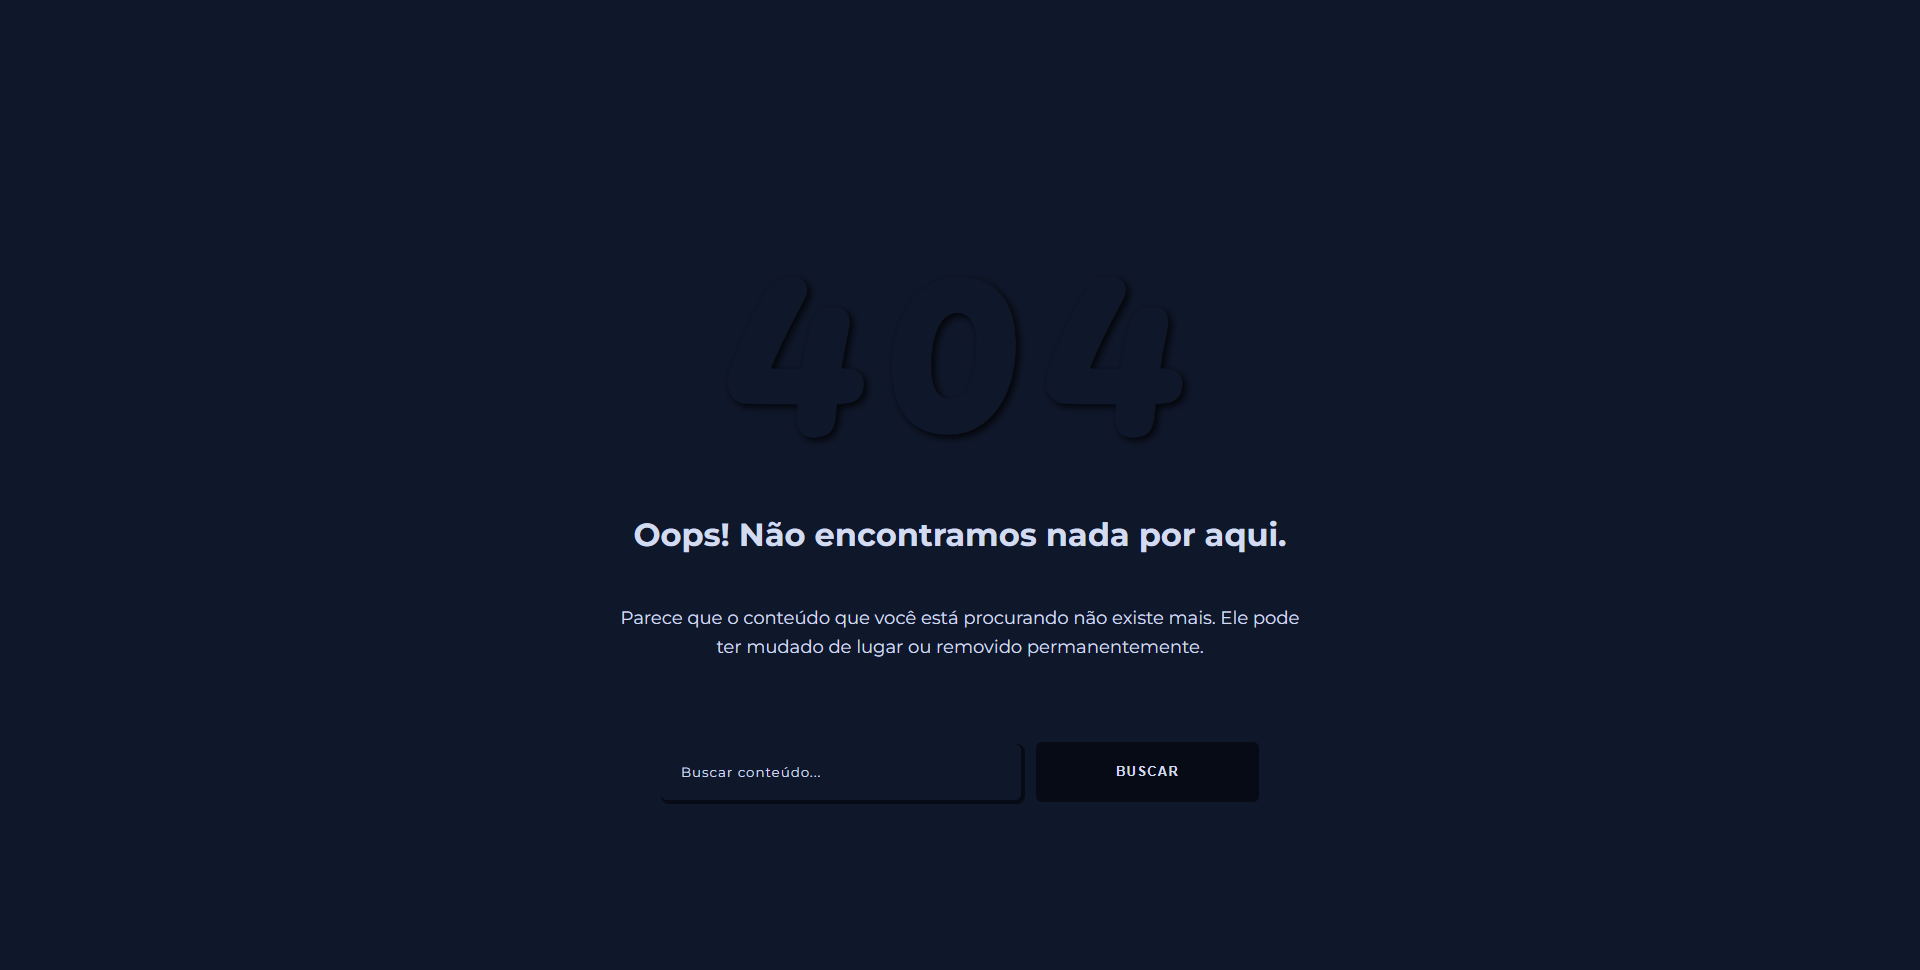 404
Oops! Não encontramos nada por aqui.
Parece que o conteúdo que você está procurando não existe mais. Ele pode
ter mudado de lugar ou removido permanentemente.
Buscar conteúdo... BUSCAR